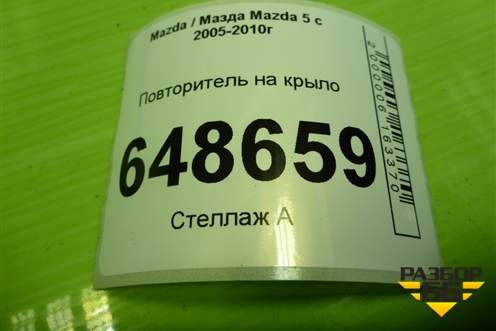 Mazda / Мазда Mazda 5 с
2005-2010г
Повторитель на крыло
648659
Стеллаж А
2000006163370
РАЗБОР
66